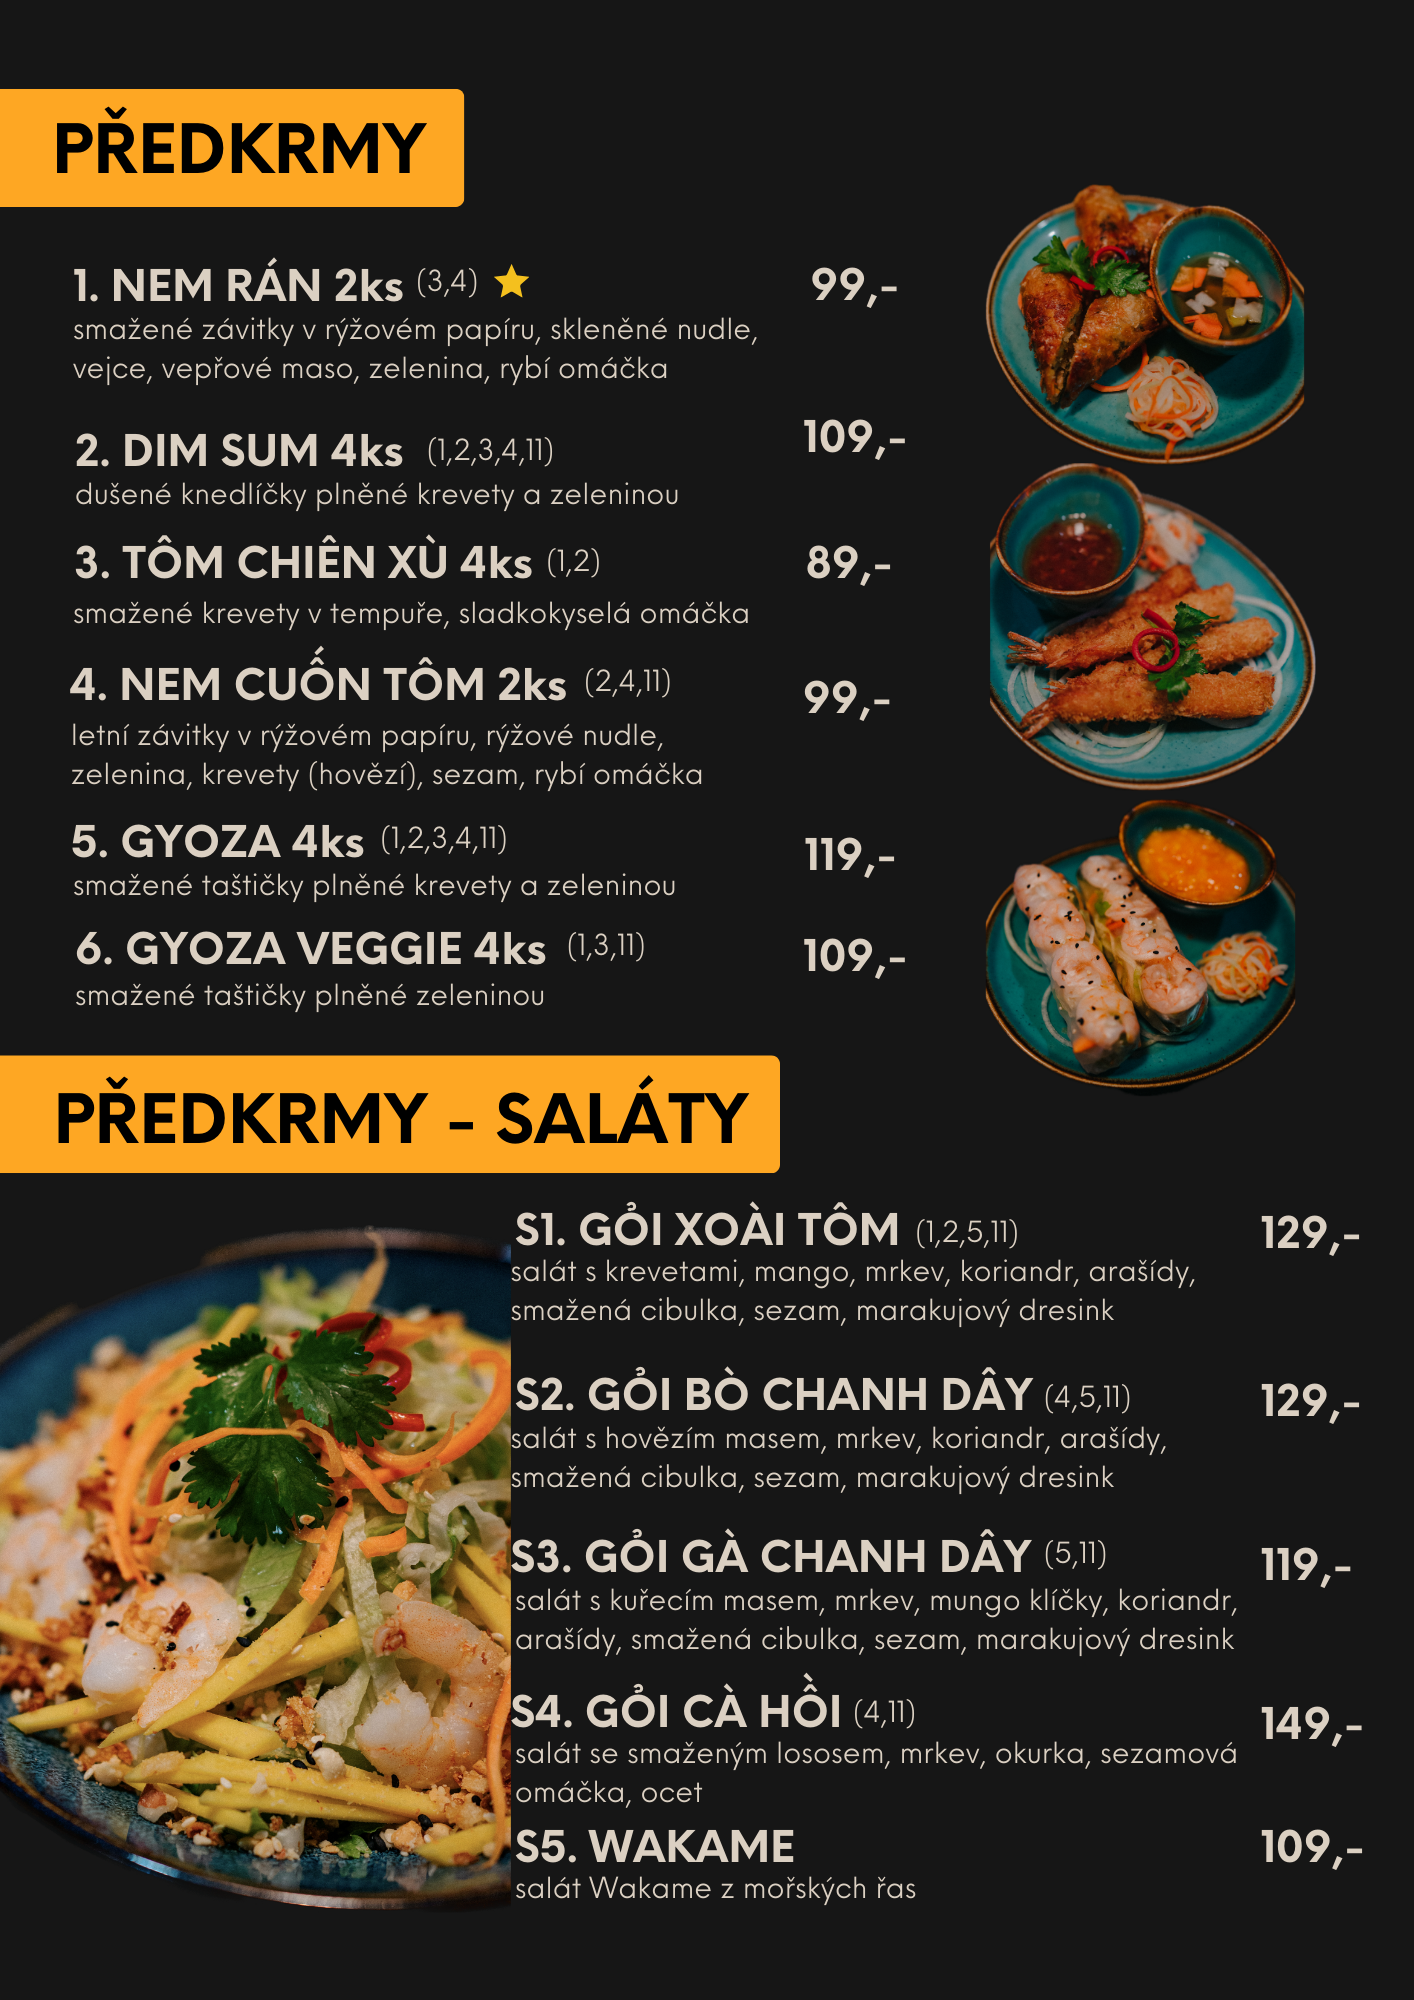 PŘEDKRMY
1. NEM RÁN 2ks (3,4) 99,-
smažené závitky v rýžovém papíru, skleněné nudle,
vejce, vepřové maso, zelenina, rybí omáčka
2. DIM SUM 4ks (1,2,3,4,11) 109,-
dušené knedlíčky plněné krevety a zeleninou
3. TÔM CHIÊN XÙ 4ks (1,2) 89,-
smažené krevety v tempuře, sladkokyselá omáčka
4. NEM CUỐN TÔM 2ks (2,4,11) 99,-
letní závitky v rýžovém papíru, rýžové nudle,
zelenina, krevety (hovězí), sezam, rybí omáčka
5. GYOZA 4ks (1,2,3,4,11) 119,-
smažené taštičky plněné krevety a zeleninou
6. GYOZA VEGGIE 4ks (1,3,11) 109,-
smažené taštičky plněné zeleninou
PŘEDKRMY - SALÁTY
S1. GỎI XOÀI TÔM (1,2,5,11) 129,-
salát s krevetami, mango, mrkev, koriandr, arašídy,
smažená cibulka, sezam, marakujový dresink
S2. GỎI BÒ CHANH DÂY (4,5,11) 129,-
salát s hovězím masem, mrkev, koriandr, arašídy,
smažená cibulka, sezam, marakujový dresink
S3. GỎI GÀ CHANH DÂY (5,11) 119,-
salát s kuřecím masem, mrkev, mungo klíčky, koriandr,
arašídy, smažená cibulka, sezam, marakujový dresink
S4. GỎI CÀ HỒI (4,11) 149,-
salát se smaženým lososem, mrkev, okurka, sezamová
omáčka, ocet
S5. WAKAME 109,-
salát Wakame z mořských řas